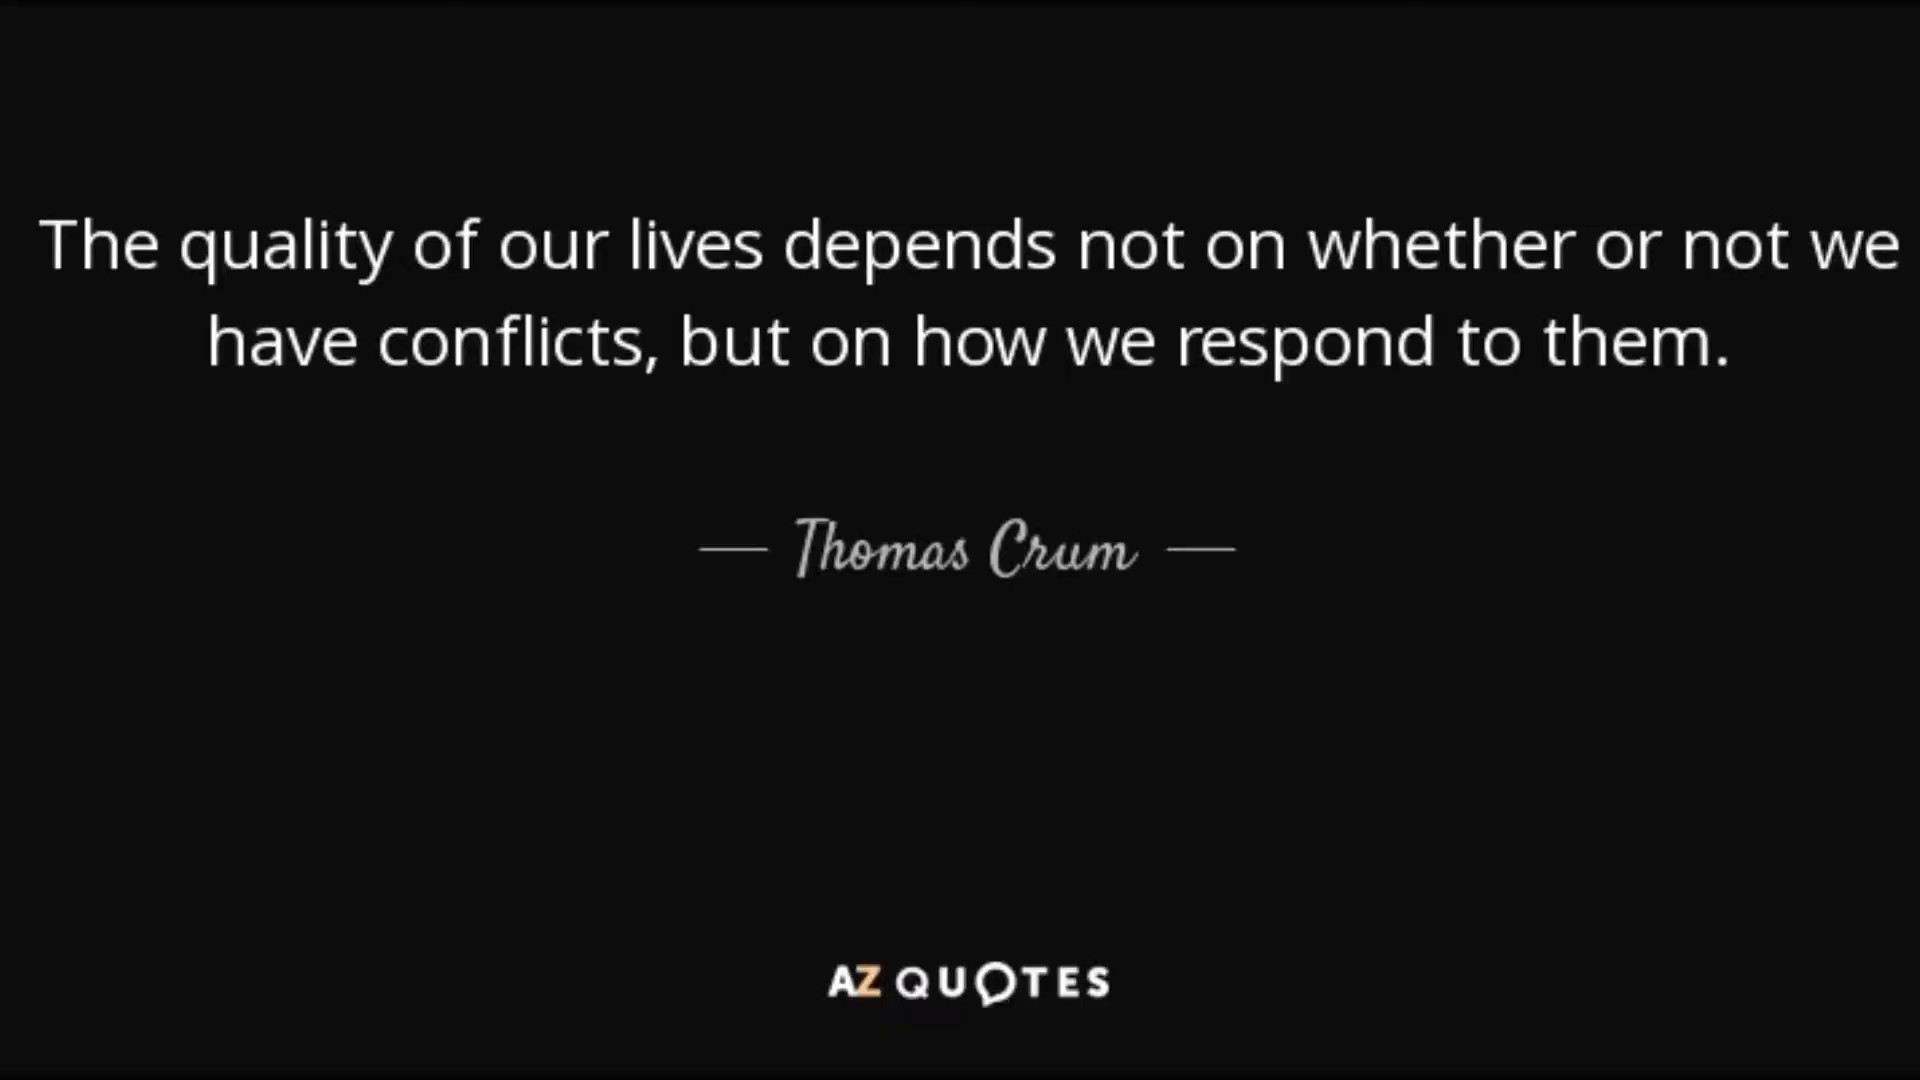 The quality of our lives depends not on whether or not we
have conflicts, but on how we respond to them.
— Thomas Crum —
AZ QUOTES